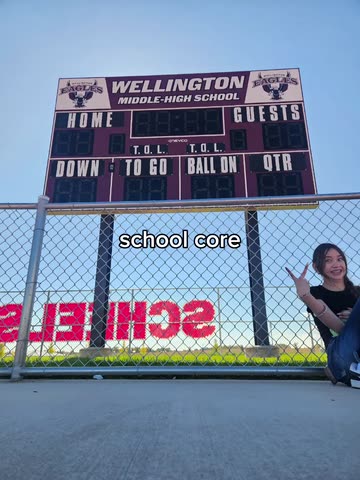 EAGLES
WELLINGTON
EAGLES
MIDDLE-HIGH SCHOOL
HOME
GUESTS
T.O.L.
T.O.L.
DOWN
TO GO
BALL ON
QTR
school core
SCHEELS